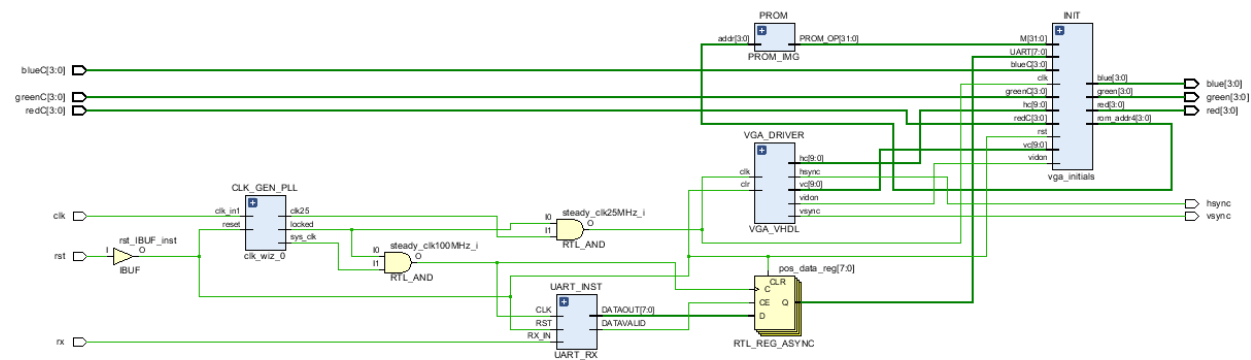 PROM
addr[3:0]
PROM_OP[31:0]
PROM_IMG
INIT
M[31:0]
UART[7:0]
blueC[3:0]
clk
greenC[3:0]
hc[9:0]
redC[3:0]
rst
vc[9:0]
vidon
blue[3:0]
green[3:0]
red[3:0]
rom_addr4[3:0]
vga_initials
blueC[3:0]
greenC[3:0]
redC[3:0]
blue[3:0]
green[3:0]
red[3:0]
VGA_DRIVER
clk
clr
hc[9:0]
hsync
vc[9:0]
vidon
vsync
VGA_VHDL
hsync
vsync
CLK_GEN_PLL
clk_in1
reset
clk25
locked
sys_clk
clk_wiz_0
clk
rst
rst_IBUF_inst
I
O
IBUF
steady_clk25MHz_i
I0
I1
O
RTL_AND
steady_clk100MHz_i
I0
I1
O
RTL_AND
UART_INST
CLK
RST
RX_IN
DATAOUT[7:0]
DATAVALID
UART_RX
pos_data_reg[7:0]
CLR
C
CE
D
Q
RTL_REG_ASYNC
rx